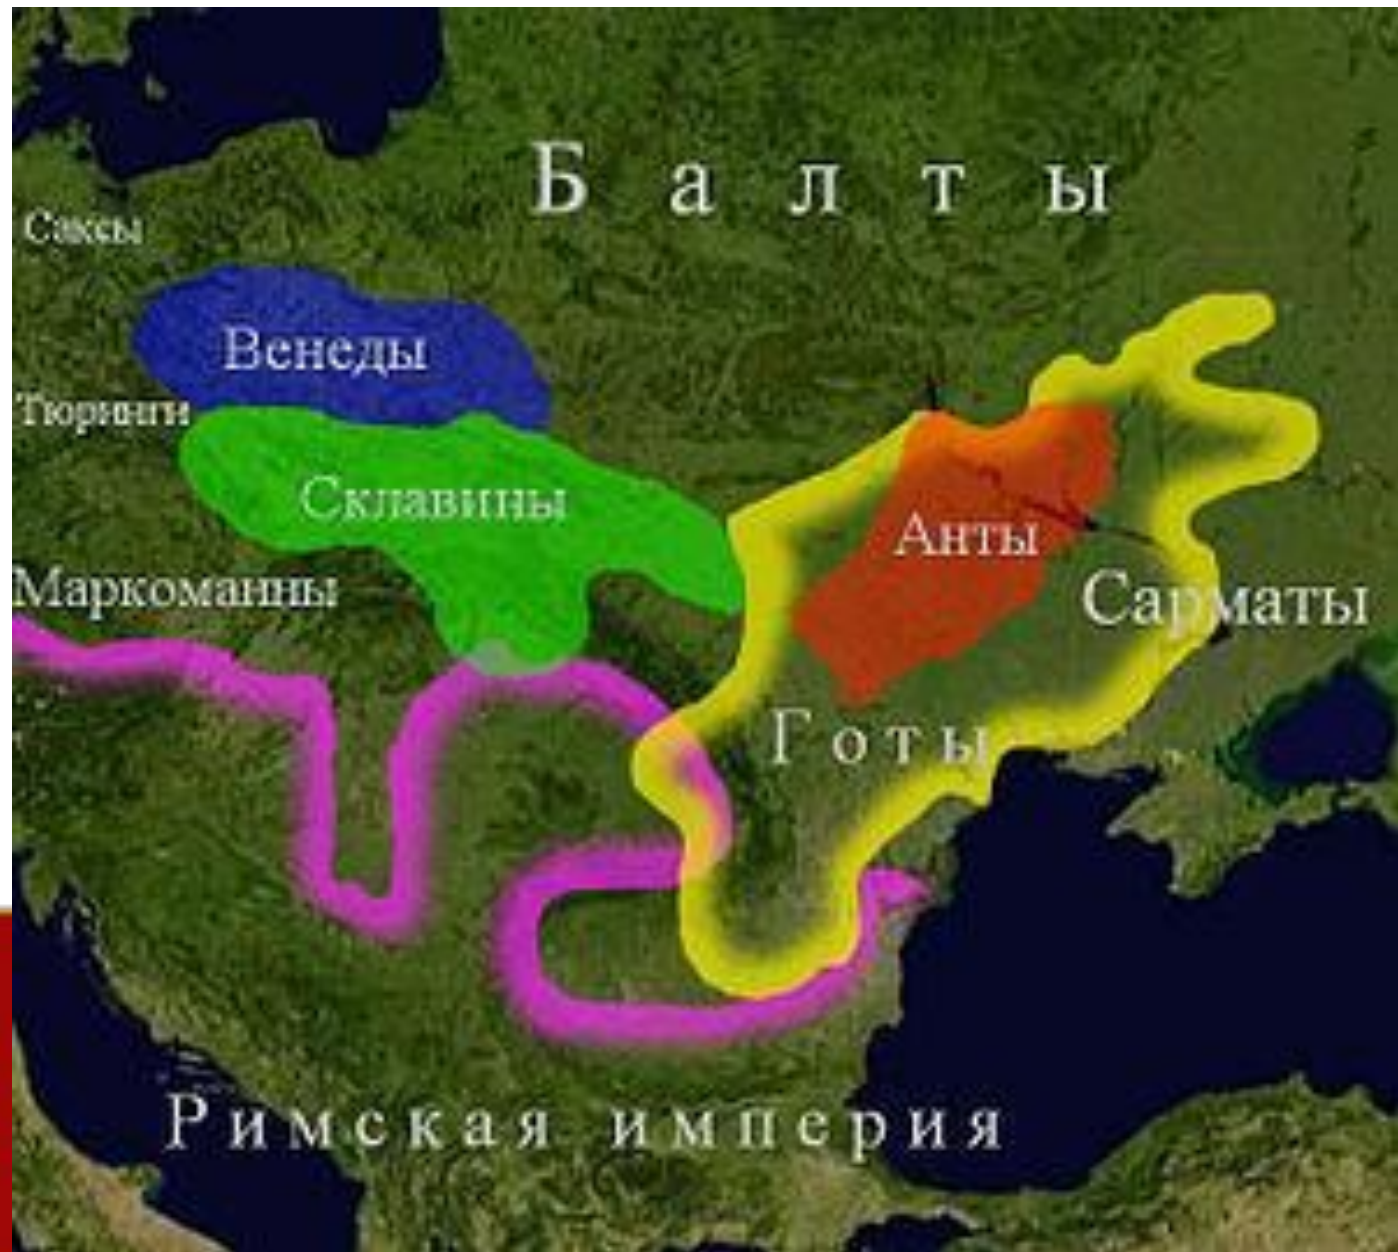 Балты
Саксы
Венеды
Тюринги
Склавины
Анты
Маркоманны
Сарматы
Готы
Римская империя